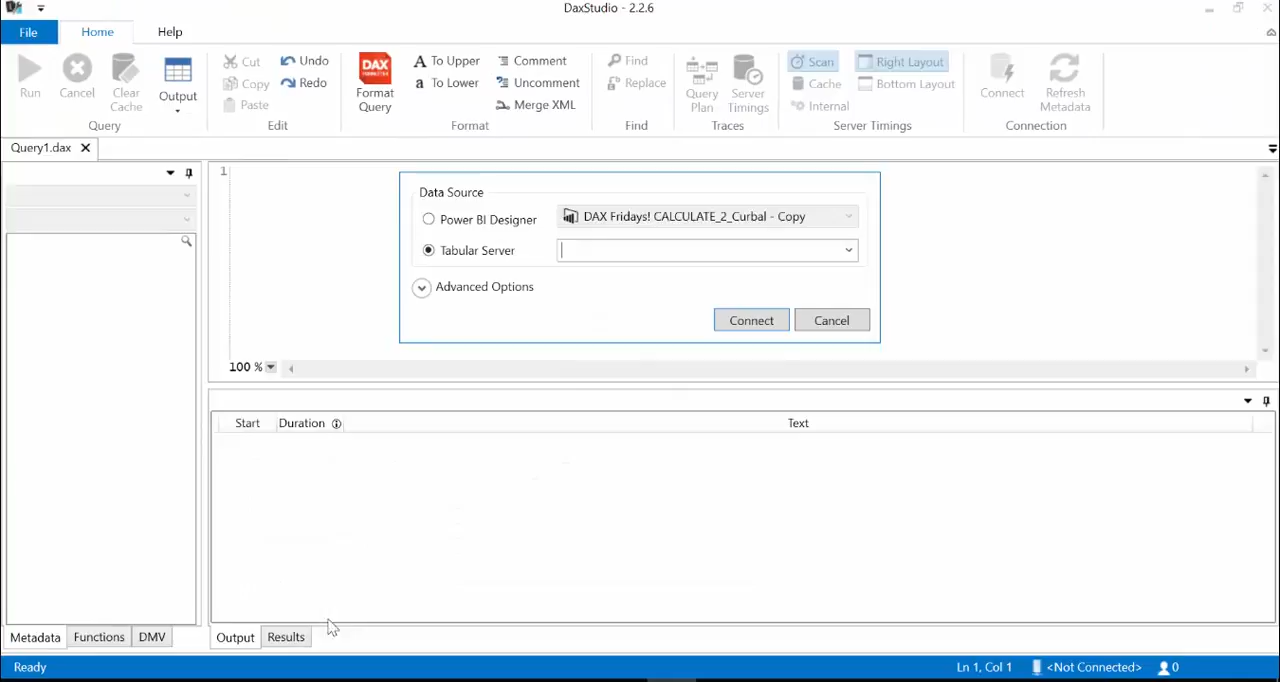 DaxStudio - 2.2.6
File Home Help
Run Cancel Clear Cache Output
Query
Cut Undo
Copy Redo
Paste
Edit
DAX FORMATTER
Format Query
A To Upper Comment
a To Lower Uncomment
Merge XML
Format
Find
Replace
Find
Query Plan Server Timings
Traces
Scan Right Layout
Cache Bottom Layout
Internal
Server Timings
Connect Refresh Metadata
Connection
Query1.dax
1
Data Source
Power BI Designer DAX Fridays! CALCULATE_2_Curbal - Copy
Tabular Server
Advanced Options
Connect Cancel
100 %
Start Duration Text
Metadata Functions DMV Output Results
Ready Ln 1, Col 1 <Not Connected> 0